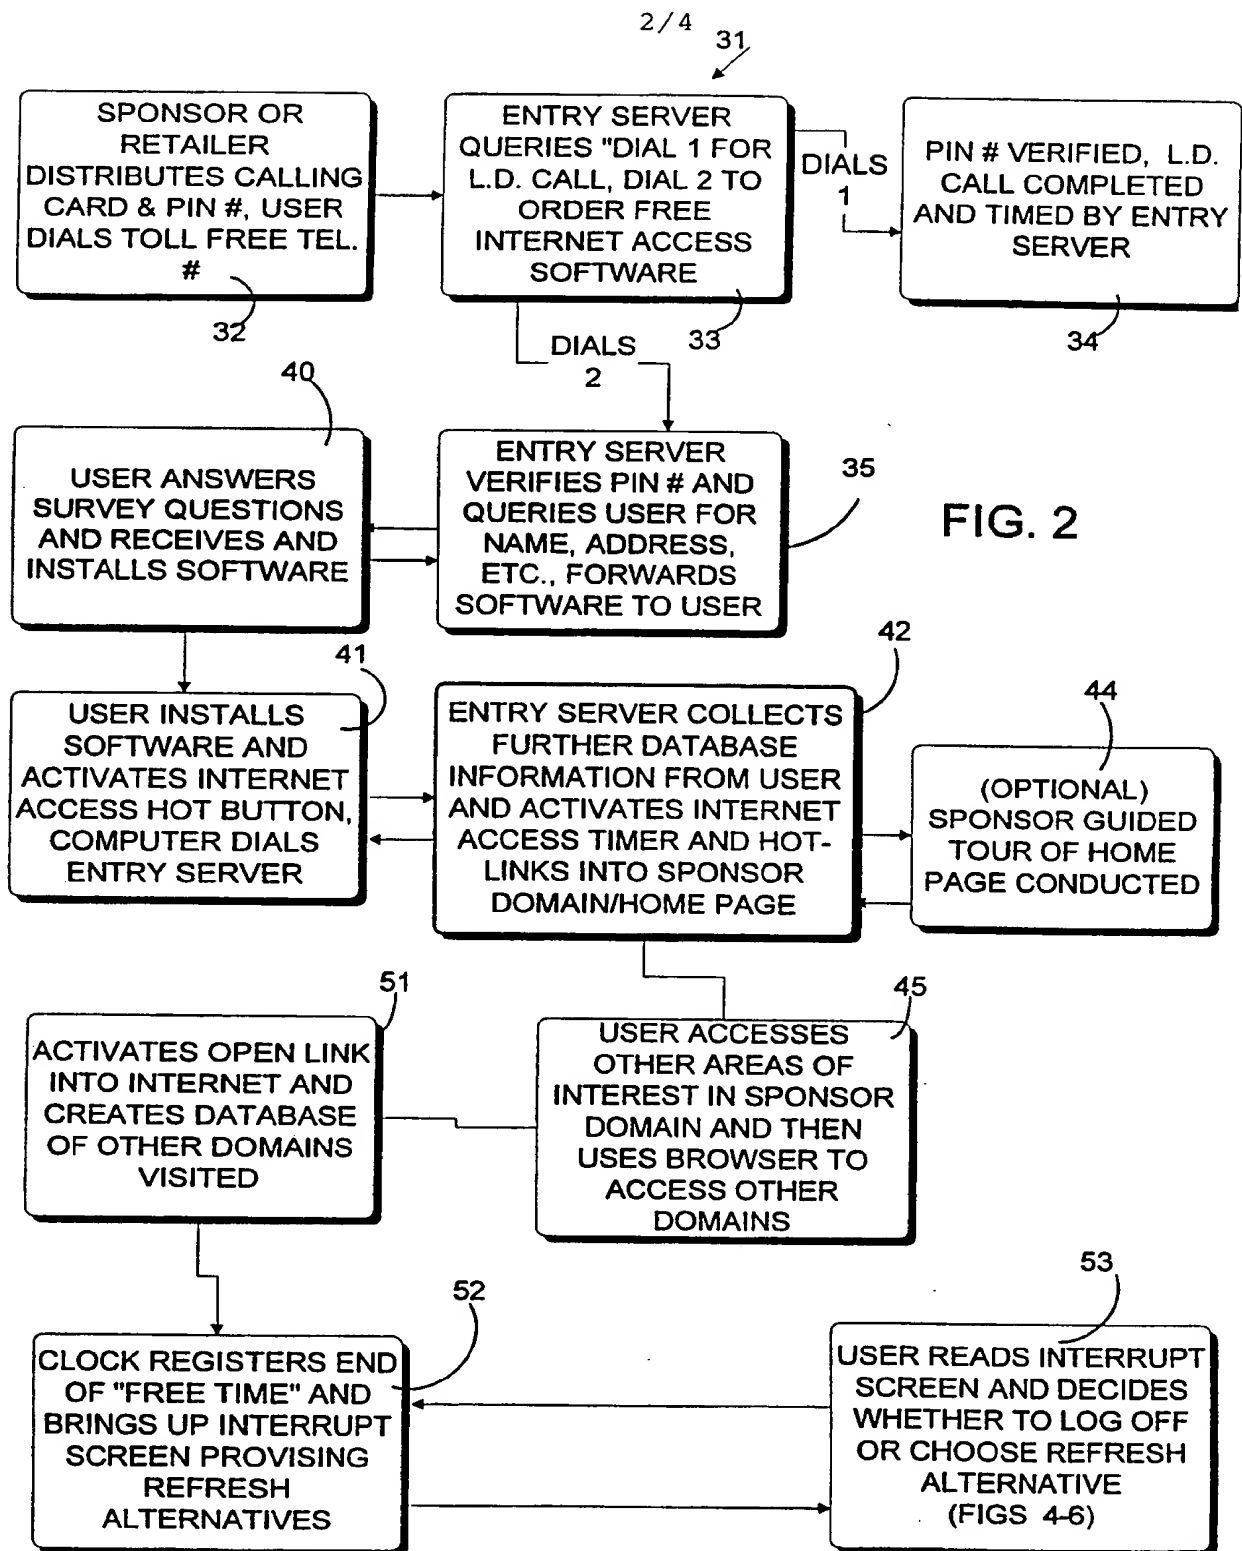 2/4
31
SPONSOR OR
RETAILER
DISTRIBUTES CALLING
CARD & PIN #, USER
DIALS TOLL FREE TEL.
#
32
ENTRY SERVER
QUERIES "DIAL 1 FOR
L.D. CALL, DIAL 2 TO
ORDER FREE
INTERNET ACCESS
SOFTWARE
33
DIALS
1
PIN # VERIFIED, L.D.
CALL COMPLETED
AND TIMED BY ENTRY
SERVER
34
DIALS
2
40
USER ANSWERS
SURVEY QUESTIONS
AND RECEIVES AND
INSTALLS SOFTWARE
ENTRY SERVER
VERIFIES PIN # AND
QUERIES USER FOR
NAME, ADDRESS,
ETC., FORWARDS
SOFTWARE TO USER
35
FIG. 2
41
USER INSTALLS
SOFTWARE AND
ACTIVATES INTERNET
ACCESS HOT BUTTON,
COMPUTER DIALS
ENTRY SERVER
42
ENTRY SERVER COLLECTS
FURTHER DATABASE
INFORMATION FROM USER
AND ACTIVATES INTERNET
ACCESS TIMER AND HOT-
LINKS INTO SPONSOR
DOMAIN/HOME PAGE
44
(OPTIONAL)
SPONSOR GUIDED
TOUR OF HOME
PAGE CONDUCTED
51
ACTIVATES OPEN LINK
INTO INTERNET AND
CREATES DATABASE
OF OTHER DOMAINS
VISITED
45
USER ACCESSES
OTHER AREAS OF
INTEREST IN SPONSOR
DOMAIN AND THEN
USES BROWSER TO
ACCESS OTHER
DOMAINS
52
CLOCK REGISTERS END
OF "FREE TIME" AND
BRINGS UP INTERRUPT
SCREEN PROVISING
REFRESH
ALTERNATIVES
53
USER READS INTERRUPT
SCREEN AND DECIDES
WHETHER TO LOG OFF
OR CHOOSE REFRESH
ALTERNATIVE
(FIGS 4-6)